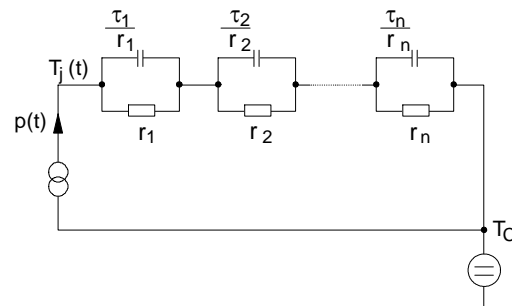 τ1
r1
τ2
r2
τn
rn
Tj(t)
p(t)
r1
r2
rn
TC